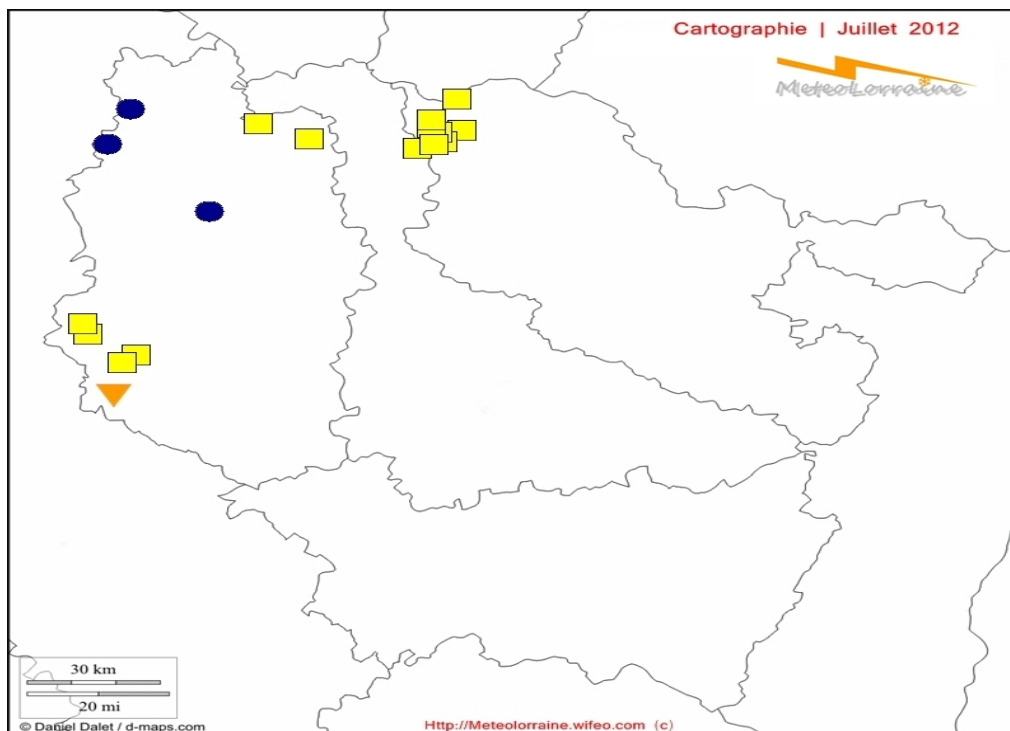 Cartographie | Juillet 2012
MeteoLorraine
30 km
20 mi
© Daniel Dalet / d-maps.com
Http://Meteolorraine.wifeo.com (c)